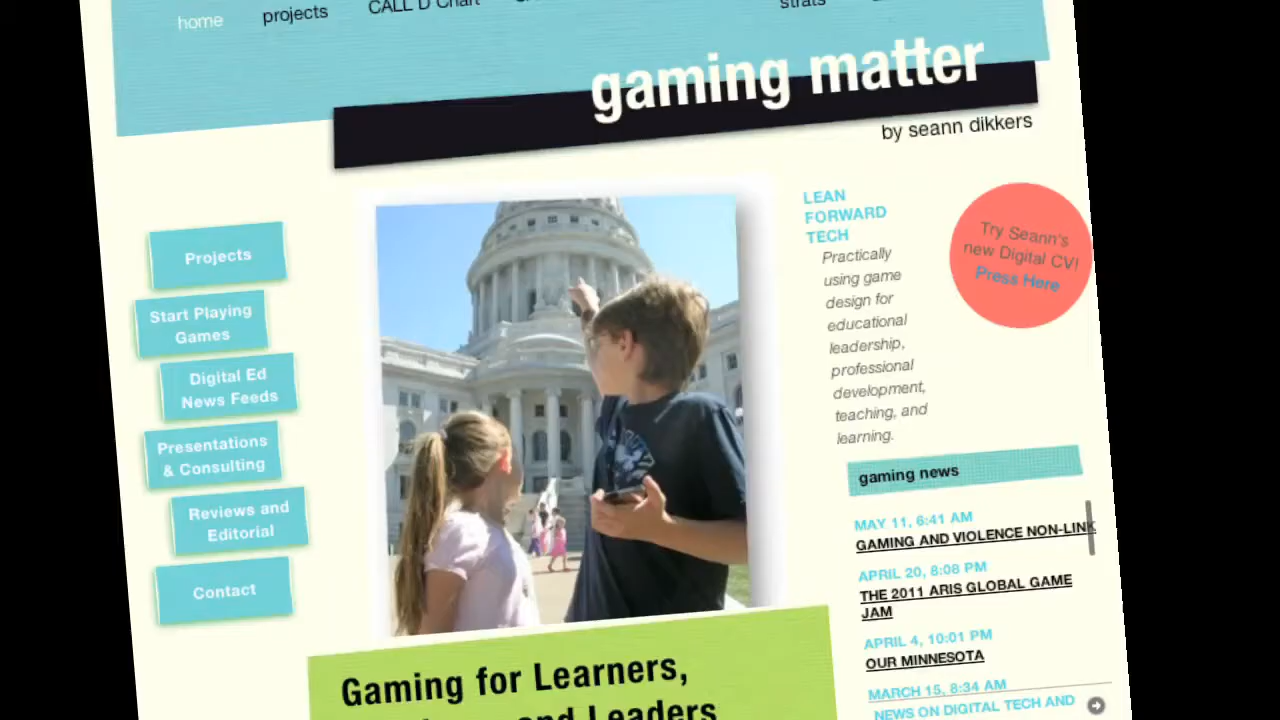 home
projects
CALL D Chart
strats
gaming matter
by seann dikkers
Projects
Start Playing
Games
Digital Ed
News Feeds
Presentations
& Consulting
Reviews and
Editorial
Contact
LEAN
FORWARD
TECH
Practically
using game
design for
educational
leadership,
professional
development,
teaching, and
learning.
Try Seann's
new Digital CV!
Press Here
gaming news
MAY 11, 6:41 AM
GAMING AND VIOLENCE NON-LINK
APRIL 20, 8:08 PM
THE 2011 ARIS GLOBAL GAME
JAM
APRIL 4, 10:01 PM
OUR MINNESOTA
MARCH 15, 8:34 AM
NEWS ON DIGITAL TECH AND
Gaming for Learners,
and Leaders